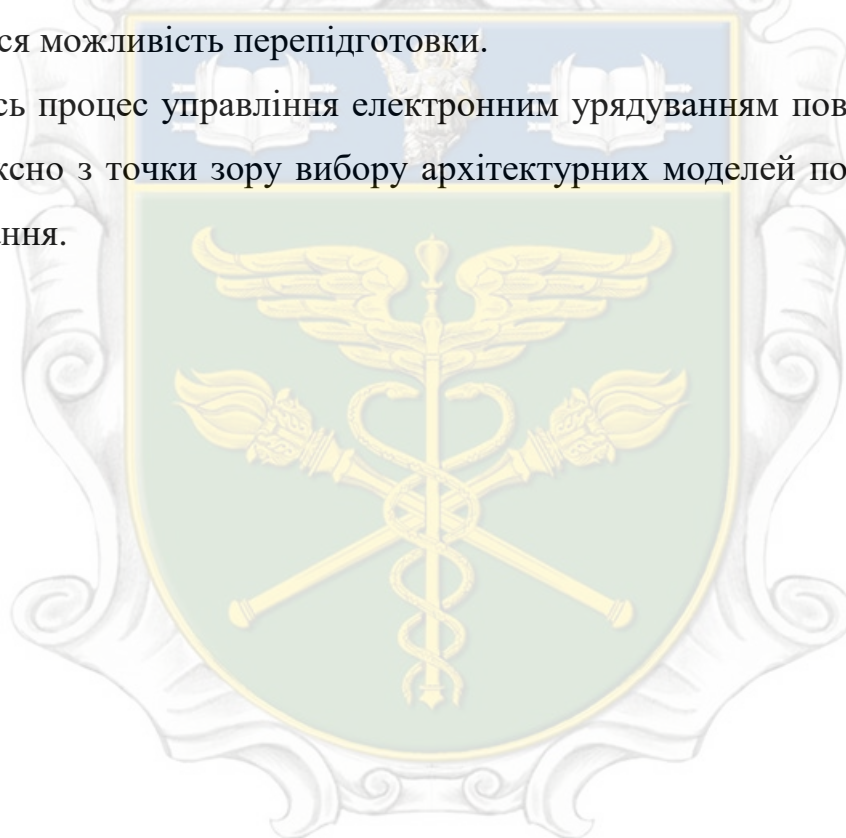 ся можливість перепідготовки.
сь процес управління електронним урядуванням пов
ксно з точки зору вибору архітектурних моделей по
ння.